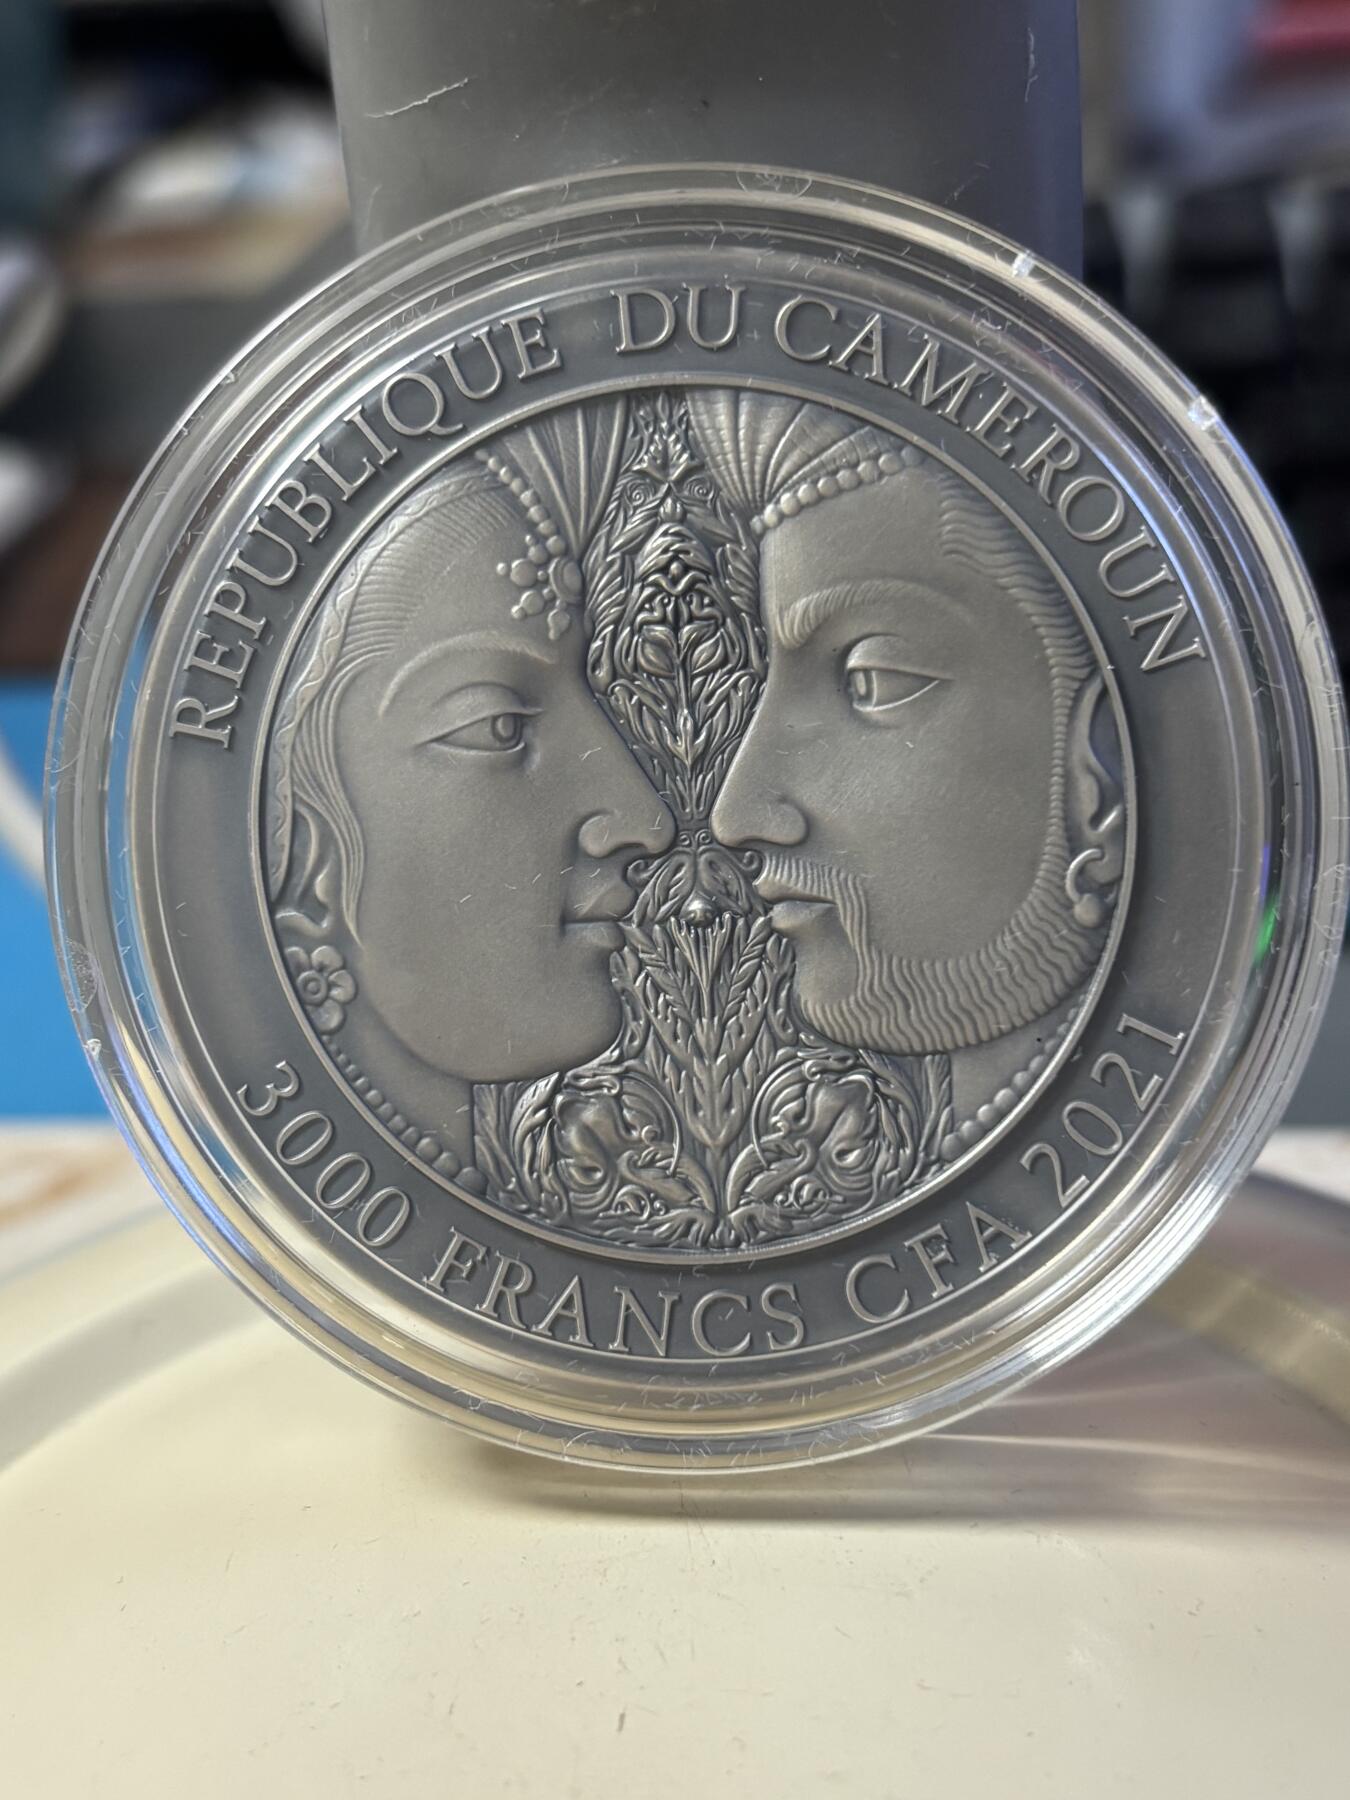 REPUBLIQUE DU CAMEROUN
3000 FRANCS CFA 2021